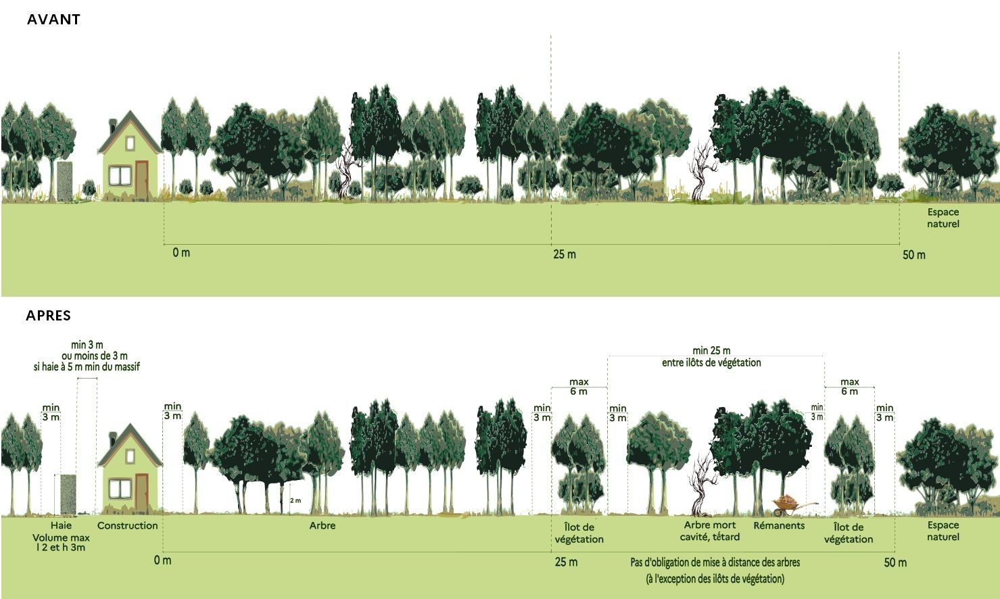 AVANT
Espace
naturel
0 m
25 m
50 m
APRES
min 3 m
ou moins de 3 m
si haie à 5 m min du massif
min 25 m
entre ilôts de végétation
max
6 m
max
6 m
min
3 m
min
3 m
min
3 m
min
3 m
min
3 m
min
3 m
2 m
Haie
Volume max
l 2 et h 3m
Construction
Arbre
Îlot de
végétation
Arbre mort
cavité, tétard
Rémanents
Îlot de
végétation
Espace
naturel
0 m
25 m
Pas d'obligation de mise à distance des arbres
(à l'exception des ilôts de végétation)
50 m